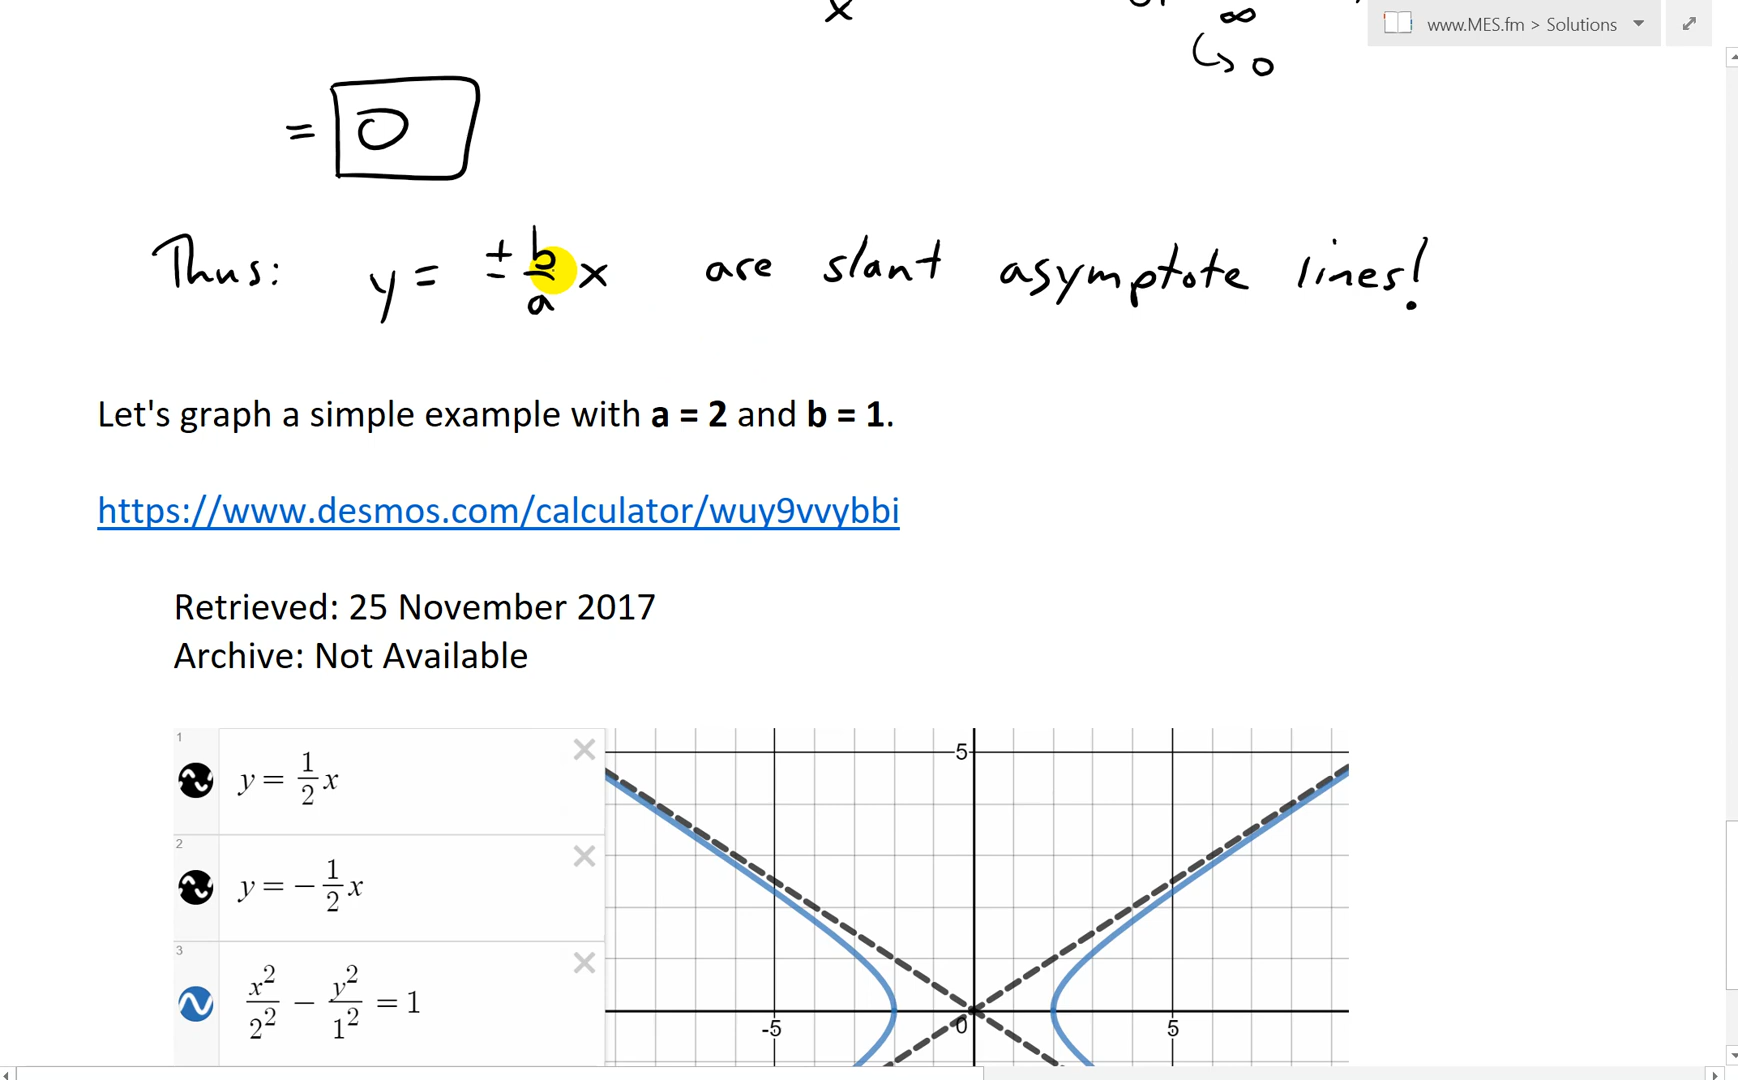 x
∞
www.MES.fm > Solutions
↳ 0
= 0
Thus: y = ± b/a x are slant asymptote lines!
Let's graph a simple example with a = 2 and b = 1.
https://www.desmos.com/calculator/wuy9vvybbi
Retrieved: 25 November 2017
Archive: Not Available
1
y = 1/2 x
2
y = − 1/2 x
3
x²/2² − y²/1² = 1
5
-5
0
5